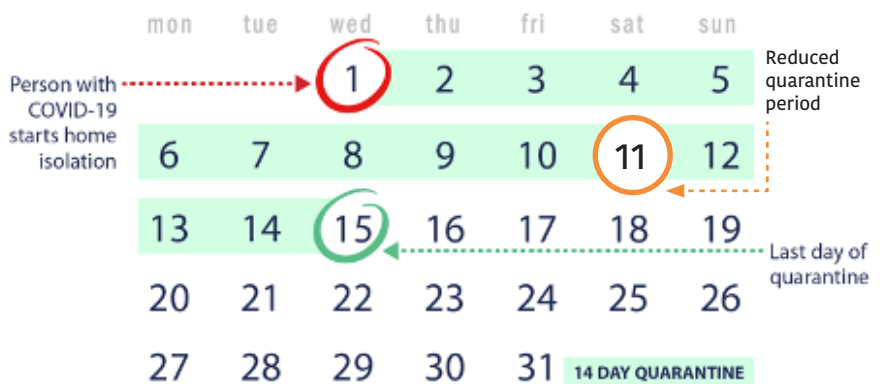 mon tue wed thu fri sat sun
Person with
COVID-19
starts home
isolation
1 2 3 4 5
Reduced
quarantine
period
6 7 8 9 10 11 12
13 14 15 16 17 18 19
Last day of
quarantine
20 21 22 23 24 25 26
27 28 29 30 31 14 DAY QUARANTINE